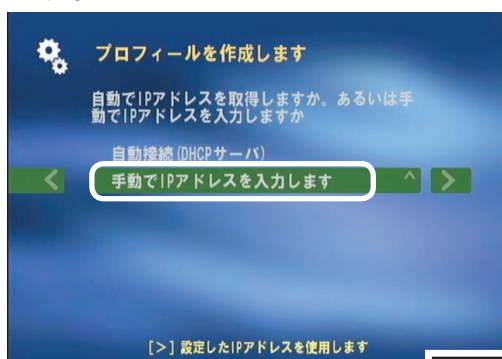 プロフィールを作成します
自動でIPアドレスを取得しますか。あるいは手
動でIPアドレスを入力しますか
自動接続(DHCPサーバ)
手動でIPアドレスを入力します
[>] 設定したIPアドレスを使用します